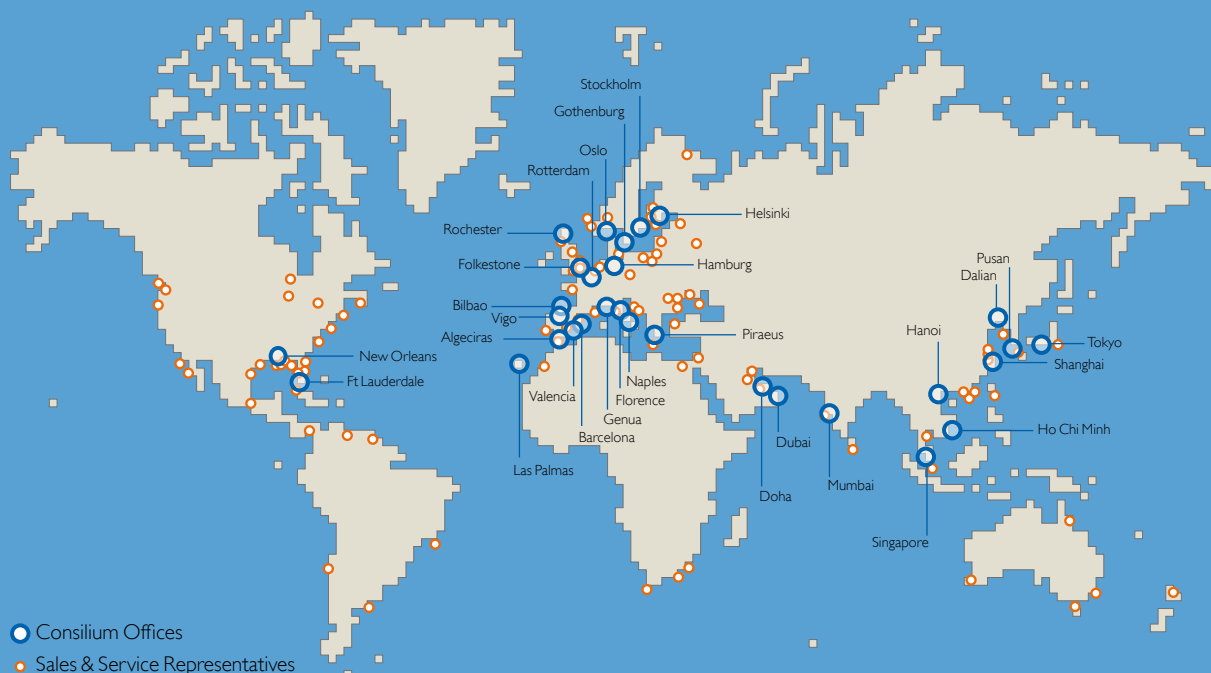 Stockholm
Gothenburg
Oslo
Rotterdam
Rochester
Helsinki
Folkestone
Hamburg
Pusan
Dalian
Bilbao
Vigo
Algeciras
Piraeus
Hanoi
Tokyo
Shanghai
New Orleans
Ft Lauderdale
Naples
Valencia
Florence
Genua
Barcelona
Dubai
Ho Chi Minh
Las Palmas
Doha
Mumbai
Singapore
Consilium Offices
Sales & Service Representatives